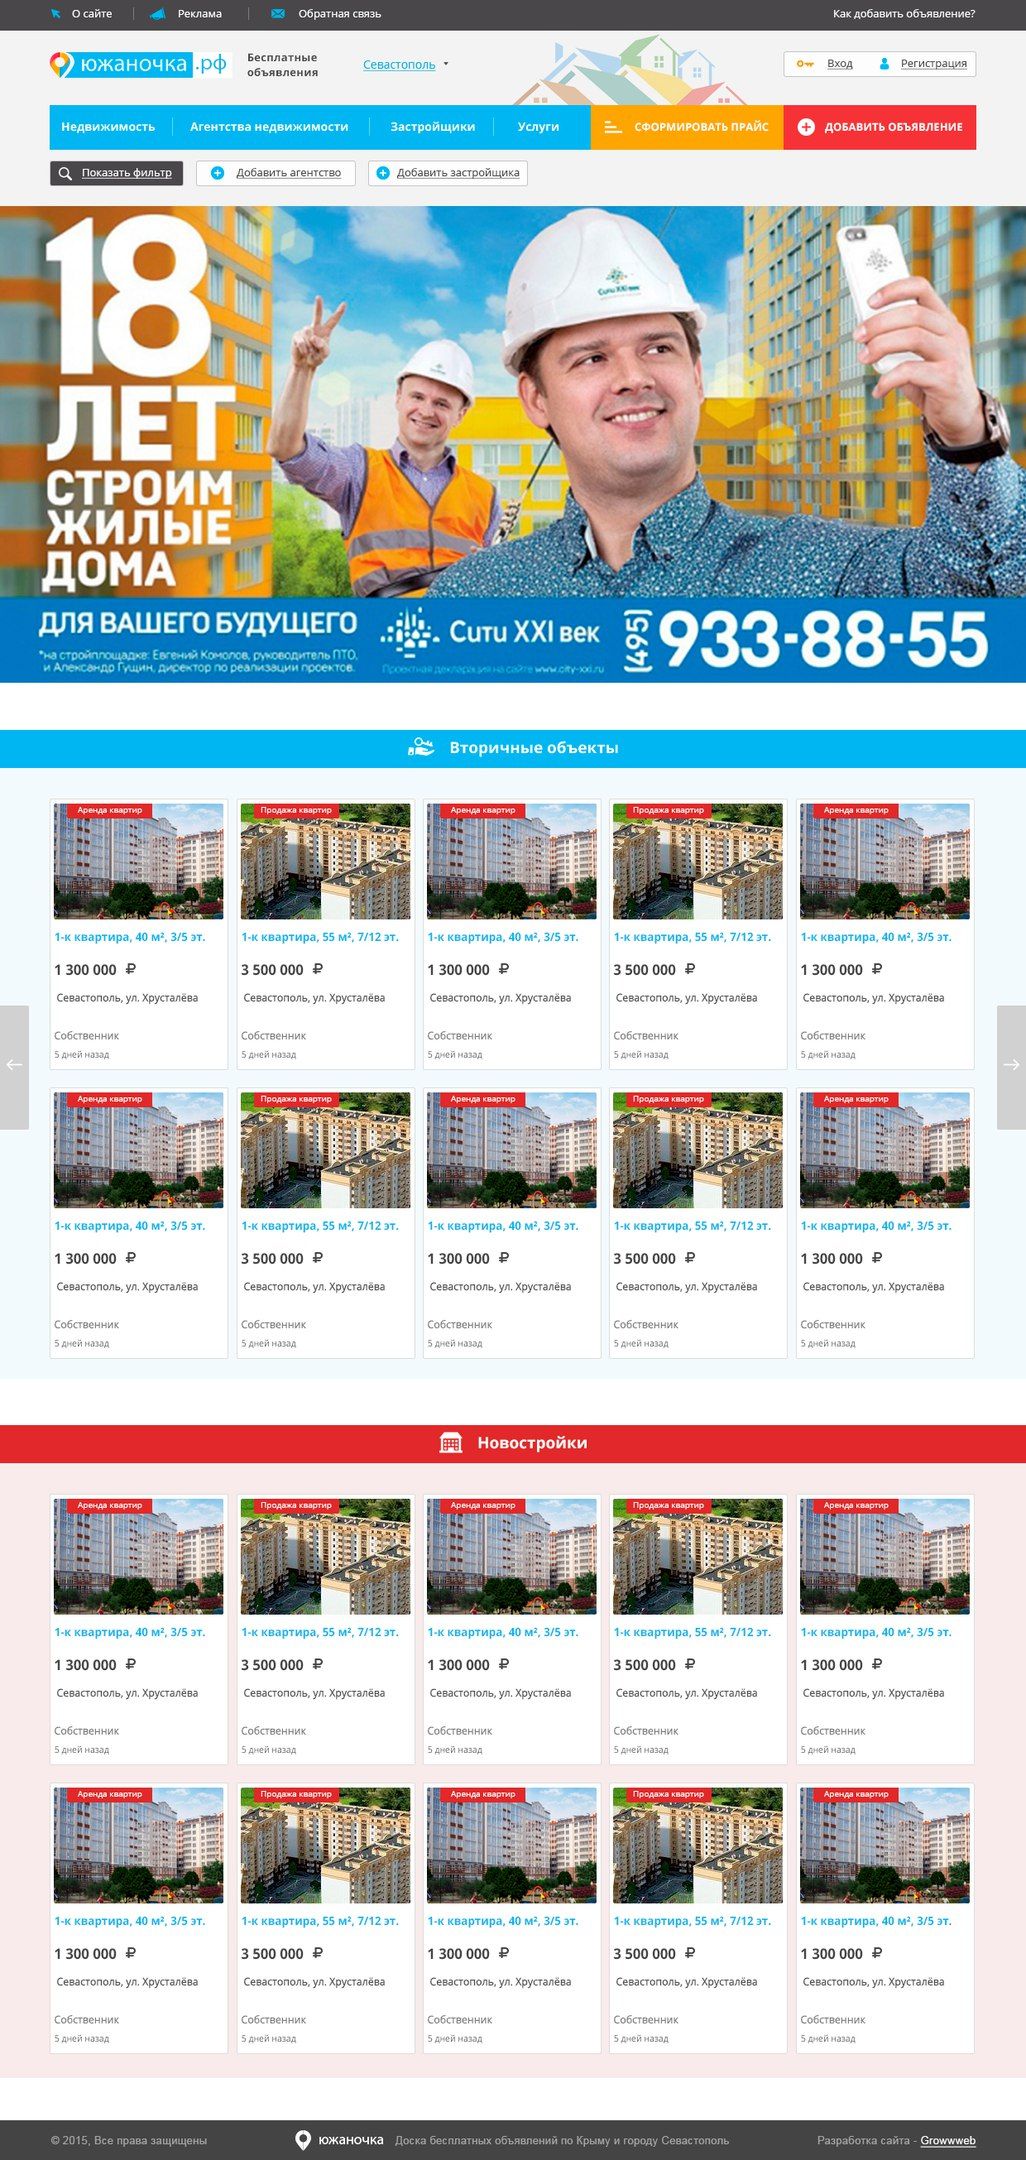 О сайте
Реклама
Обратная связь
Как добавить объявление?
южаночка.рф
Бесплатные
объявления
Севастополь
Вход
Регистрация
Недвижимость
Агентства недвижимости
Застройщики
Услуги
СФОРМИРОВАТЬ ПРАЙС
ДОБАВИТЬ ОБЪЯВЛЕНИЕ
Показать фильтр
Добавить агентство
Добавить застройщика
18
ЛЕТ
СТРОИМ
ЖИЛЫЕ
ДОМА
Сити XXI век
ДЛЯ ВАШЕГО БУДУЩЕГО
*на стройплощадке: Евгений Комолов, руководитель ПТО,
и Александр Гущин, директор по реализации проектов.
Сити XXI век
Проектная декларация на сайте www.city-xxi.ru
(495) 933-88-55
Вторичные объекты
Аренда квартир Продажа квартир Аренда квартир Продажа квартир Аренда квартир
1-к квартира, 40 м², 3/5 эт. 1-к квартира, 55 м², 7/12 эт. 1-к квартира, 40 м², 3/5 эт. 1-к квартира, 55 м², 7/12 эт. 1-к квартира, 40 м², 3/5 эт.
1 300 000 ₽ 3 500 000 ₽ 1 300 000 ₽ 3 500 000 ₽ 1 300 000 ₽
Севастополь, ул. Хрусталёва Севастополь, ул. Хрусталёва Севастополь, ул. Хрусталёва Севастополь, ул. Хрусталёва Севастополь, ул. Хрусталёва
Собственник Собственник Собственник Собственник Собственник
5 дней назад 5 дней назад 5 дней назад 5 дней назад 5 дней назад
Аренда квартир Продажа квартир Аренда квартир Продажа квартир Аренда квартир
1-к квартира, 40 м², 3/5 эт. 1-к квартира, 55 м², 7/12 эт. 1-к квартира, 40 м², 3/5 эт. 1-к квартира, 55 м², 7/12 эт. 1-к квартира, 40 м², 3/5 эт.
1 300 000 ₽ 3 500 000 ₽ 1 300 000 ₽ 3 500 000 ₽ 1 300 000 ₽
Севастополь, ул. Хрусталёва Севастополь, ул. Хрусталёва Севастополь, ул. Хрусталёва Севастополь, ул. Хрусталёва Севастополь, ул. Хрусталёва
Собственник Собственник Собственник Собственник Собственник
5 дней назад 5 дней назад 5 дней назад 5 дней назад 5 дней назад
Новостройки
Аренда квартир Продажа квартир Аренда квартир Продажа квартир Аренда квартир
1-к квартира, 40 м², 3/5 эт. 1-к квартира, 55 м², 7/12 эт. 1-к квартира, 40 м², 3/5 эт. 1-к квартира, 55 м², 7/12 эт. 1-к квартира, 40 м², 3/5 эт.
1 300 000 ₽ 3 500 000 ₽ 1 300 000 ₽ 3 500 000 ₽ 1 300 000 ₽
Севастополь, ул. Хрусталёва Севастополь, ул. Хрусталёва Севастополь, ул. Хрусталёва Севастополь, ул. Хрусталёва Севастополь, ул. Хрусталёва
Собственник Собственник Собственник Собственник Собственник
5 дней назад 5 дней назад 5 дней назад 5 дней назад 5 дней назад
Аренда квартир Продажа квартир Аренда квартир Продажа квартир Аренда квартир
1-к квартира, 40 м², 3/5 эт. 1-к квартира, 55 м², 7/12 эт. 1-к квартира, 40 м², 3/5 эт. 1-к квартира, 55 м², 7/12 эт. 1-к квартира, 40 м², 3/5 эт.
1 300 000 ₽ 3 500 000 ₽ 1 300 000 ₽ 3 500 000 ₽ 1 300 000 ₽
Севастополь, ул. Хрусталёва Севастополь, ул. Хрусталёва Севастополь, ул. Хрусталёва Севастополь, ул. Хрусталёва Севастополь, ул. Хрусталёва
Собственник Собственник Собственник Собственник Собственник
5 дней назад 5 дней назад 5 дней назад 5 дней назад 5 дней назад
© 2015, Все права защищены
южаночка
Доска бесплатных объявлений по Крыму и городу Севастополь
Разработка сайта - Growwweb